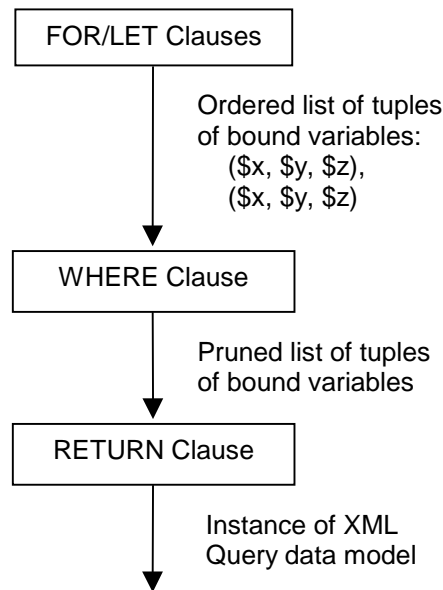 FOR/LET Clauses
Ordered list of tuples
of bound variables:
($x, $y, $z),
($x, $y, $z)
WHERE Clause
Pruned list of tuples
of bound variables
RETURN Clause
Instance of XML
Query data model